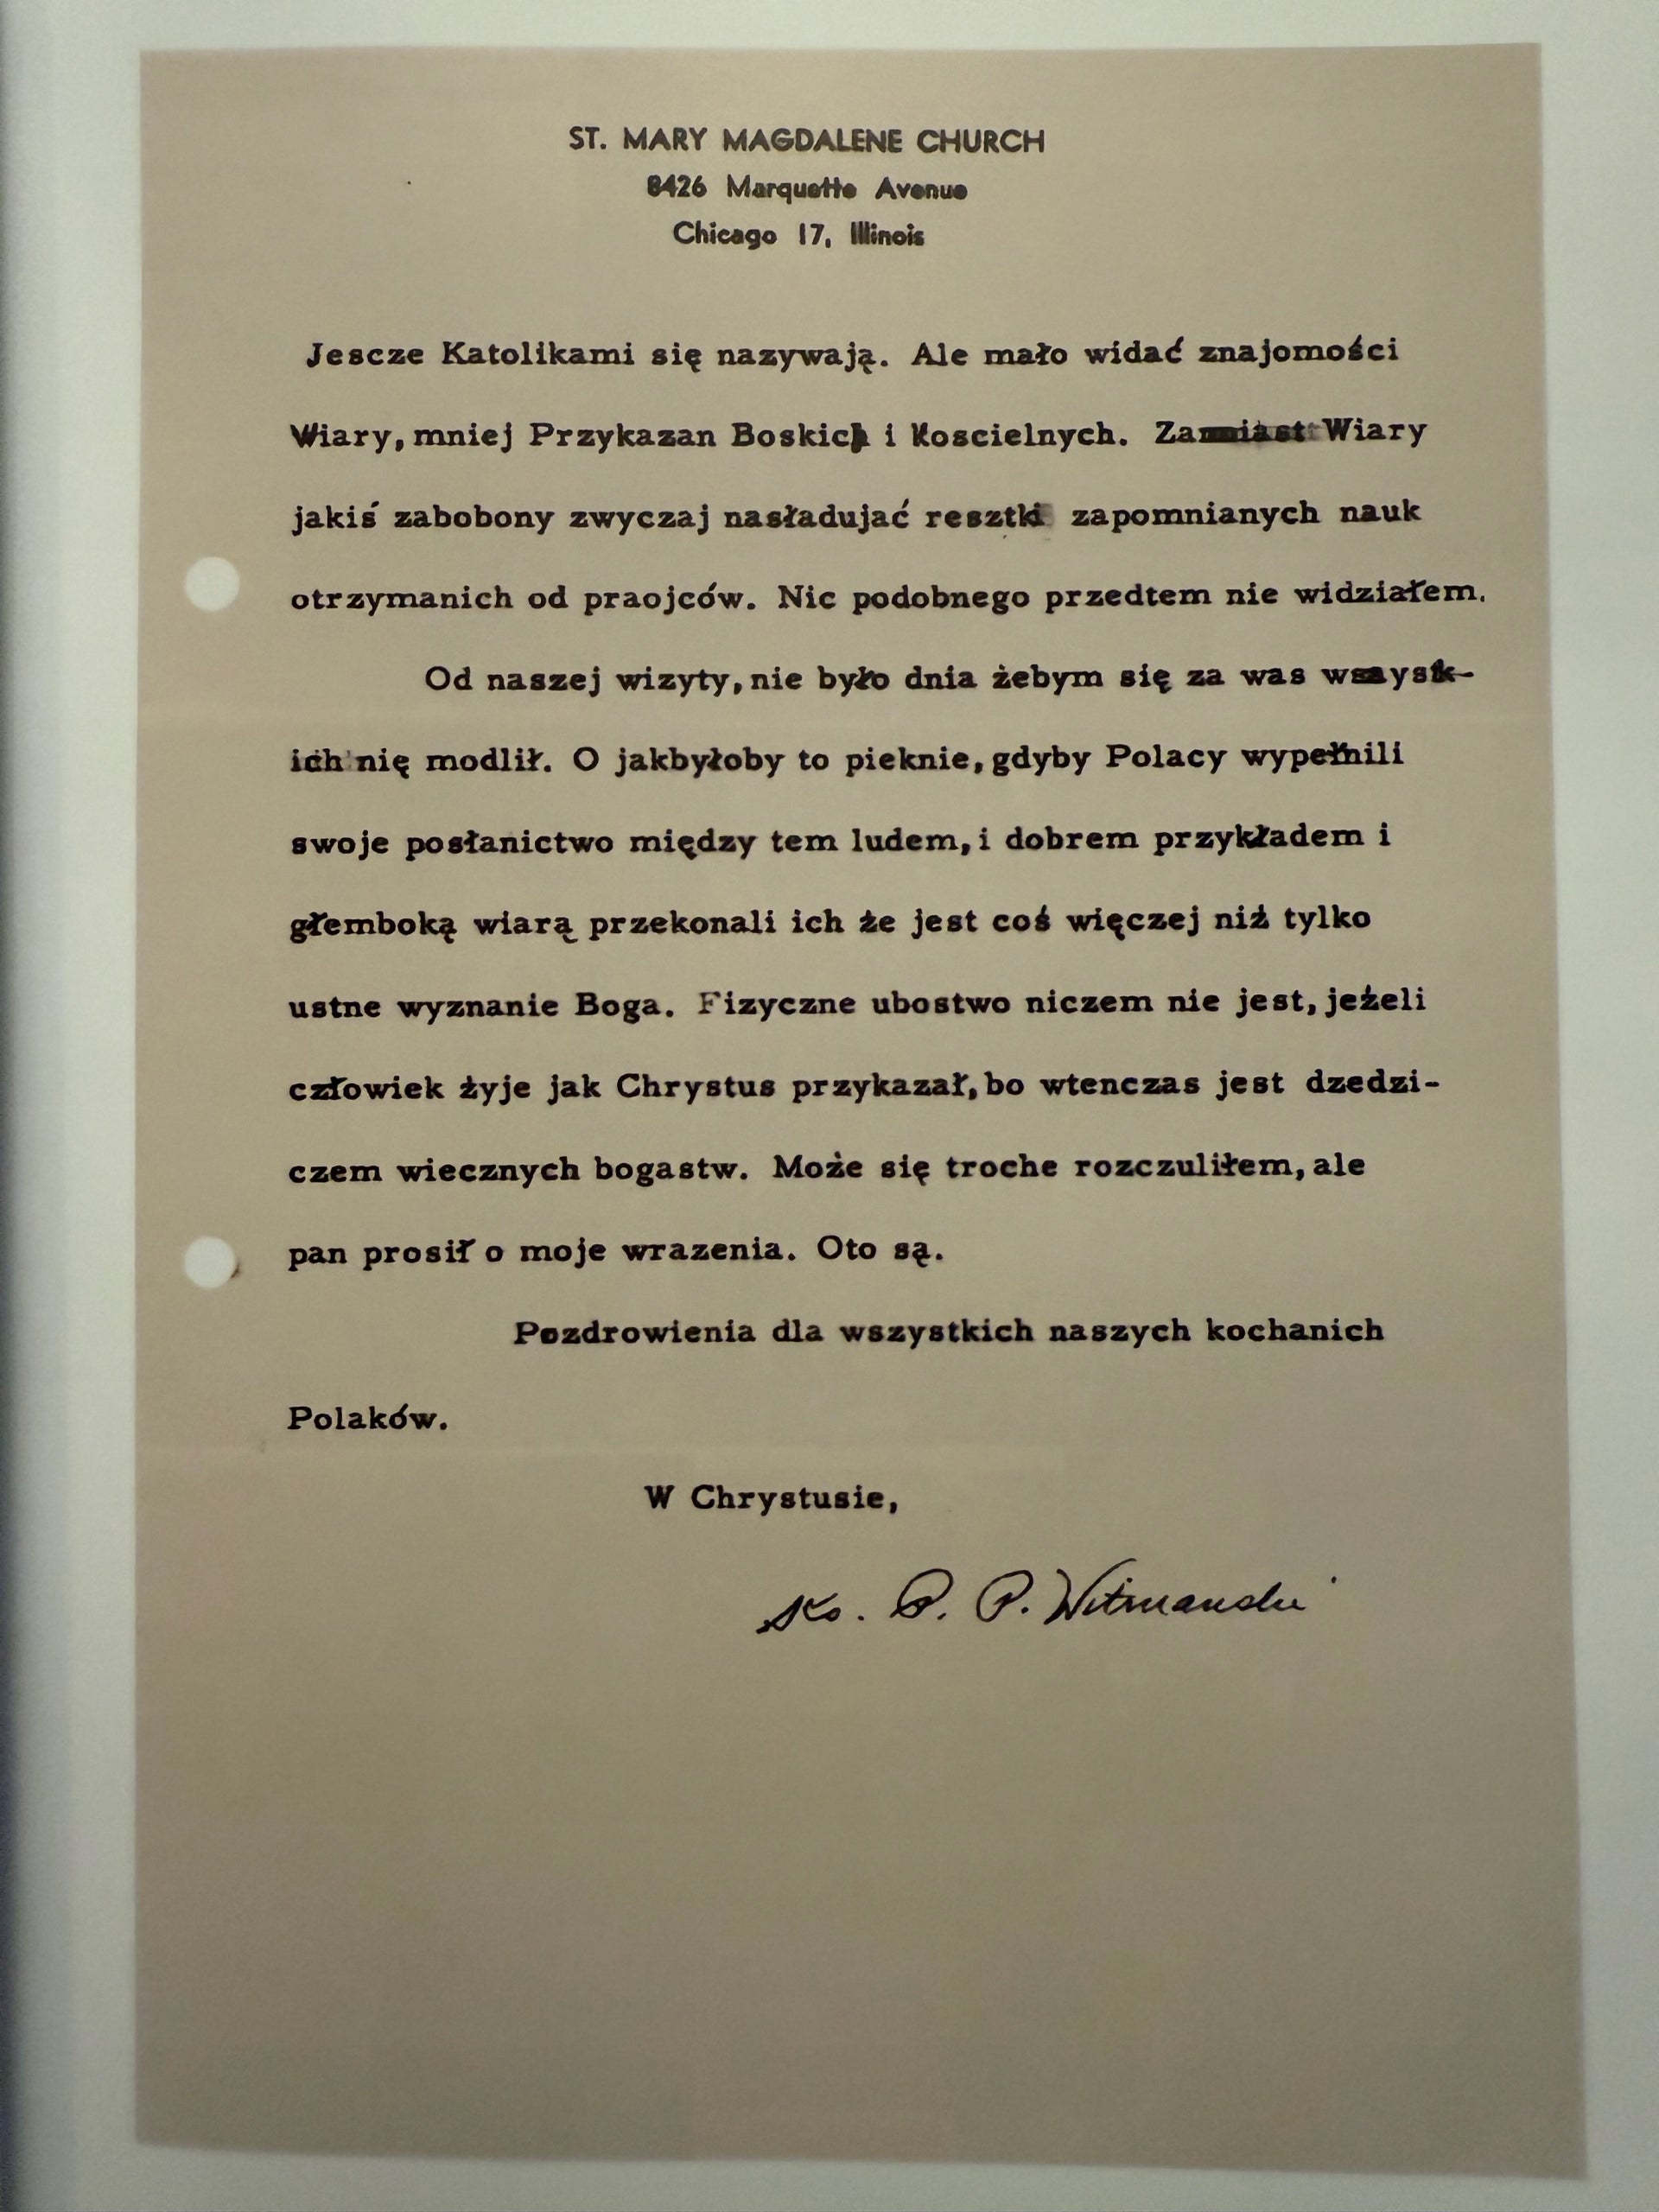 ST. MARY MAGDALENE CHURCH
8426 Marquette Avenue
Chicago 17, Illinois
Jescze Katolikami się nazywają. Ale mało widać znajomości
Wiary, mniej Przykazan Boskich i Koscielnych. Zamiast Wiary
jakiś zabobony zwyczaj nasładujać resztki zapomnianych nauk
otrzymanich od praojców. Nic podobnego przedtem nie widziałem.
Od naszej wizyty, nie było dnia żebym się za was wszystk-
ich nię modlił. O jakbyłoby to pieknie, gdyby Polacy wypełnili
swoje posłanictwo między tem ludem, i dobrem przykładem i
głemboką wiarą przekonali ich że jest coś więczej niż tylko
ustne wyznanie Boga. Fizyczne ubostwo niczem nie jest, jeżeli
człowiek żyje jak Chrystus przykazał, bo wtenczas jest dzedzi-
czem wiecznych bogastw. Może się troche rozczuliłem, ale
pan prosił o moje wrazenia. Oto są.
Pozdrowienia dla wszystkich naszych kochanich
Polaków.
W Chrystusie,
Ks. P. P. Witmanski